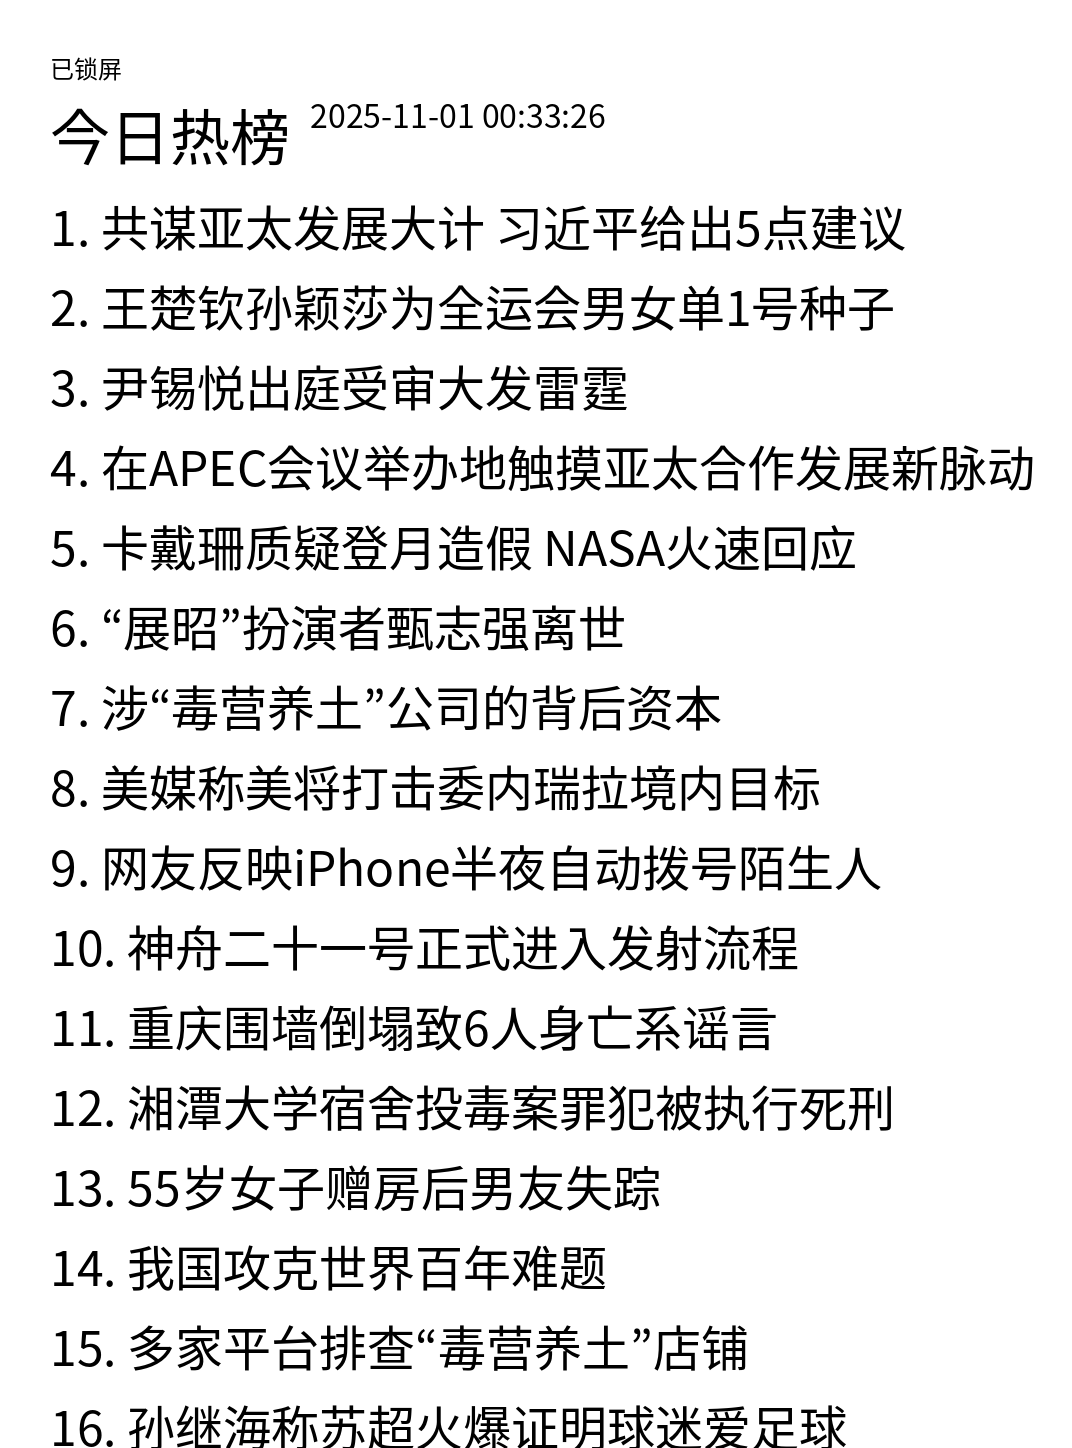 已锁屏
今日热榜 2025-11-01 00:33:26
1. 共谋亚太发展大计 习近平给出5点建议
2. 王楚钦孙颖莎为全运会男女单1号种子
3. 尹锡悦出庭受审大发雷霆
4. 在APEC会议举办地触摸亚太合作发展新脉动
5. 卡戴珊质疑登月造假 NASA火速回应
6. “展昭”扮演者甄志强离世
7. 涉“毒营养土”公司的背后资本
8. 美媒称美将打击委内瑞拉境内目标
9. 网友反映iPhone半夜自动拨号陌生人
10. 神舟二十一号正式进入发射流程
11. 重庆围墙倒塌致6人身亡系谣言
12. 湘潭大学宿舍投毒案罪犯被执行死刑
13. 55岁女子赠房后男友失踪
14. 我国攻克世界百年难题
15. 多家平台排查“毒营养土”店铺
16. 孙继海称苏超火爆证明球迷爱足球